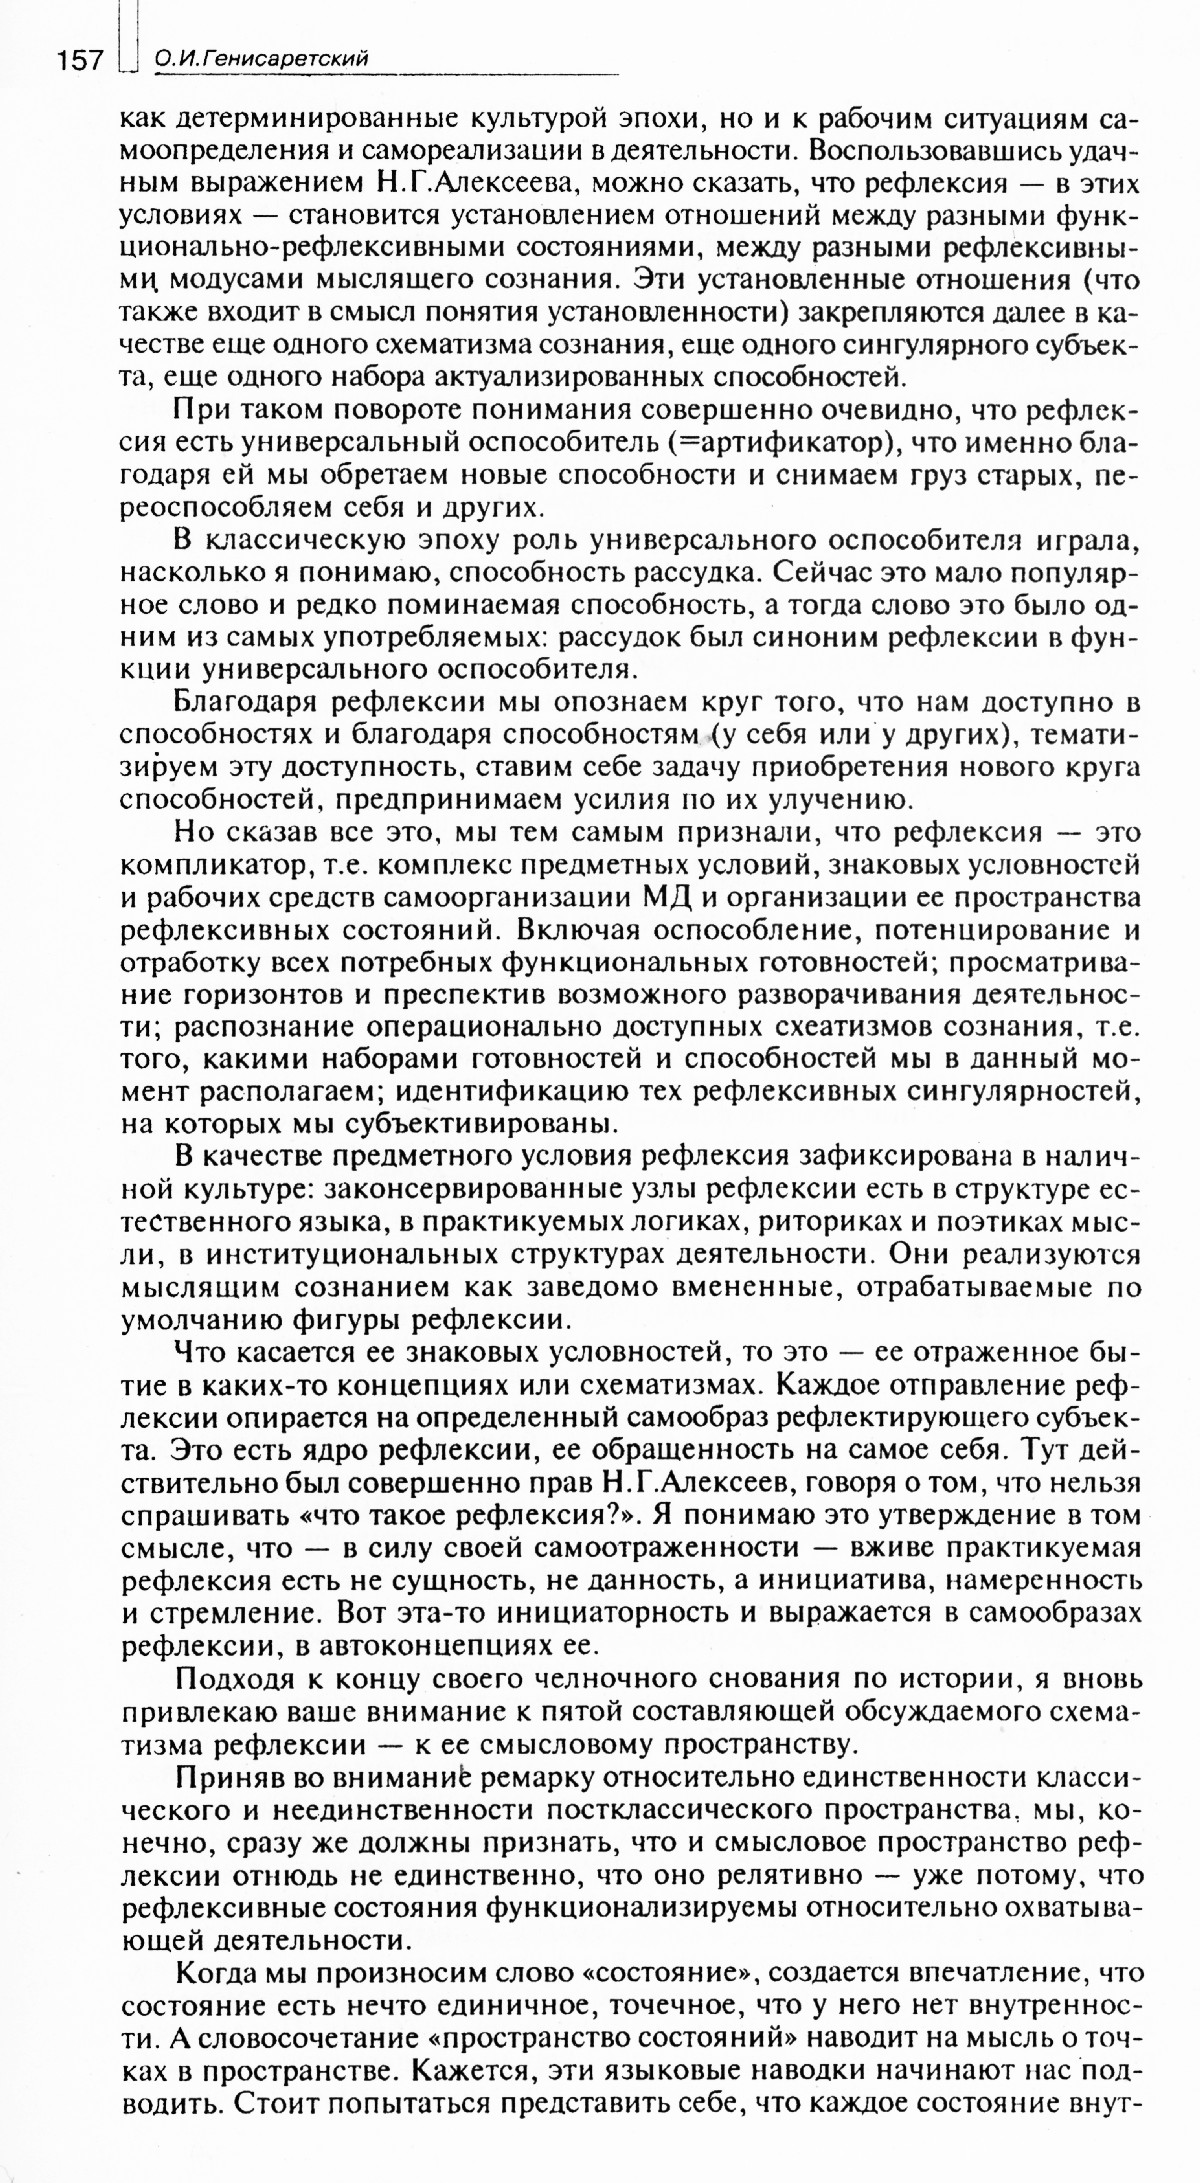 157
О.И.Генисаретский
как детерминированные культурой эпохи, но и к рабочим ситуациям са-
моопределения и самореализации в деятельности. Воспользовавшись удач-
ным выражением Н.Г.Алексеева, можно сказать, что рефлексия — в этих
условиях — становится установлением отношений между разными функ-
ционально-рефлексивными состояниями, между разными рефлексивны-
ми модусами мыслящего сознания. Эти установленные отношения (что
также входит в смысл понятия установленности) закрепляются далее в ка-
честве еще одного схематизма сознания, еще одного сингулярного субъек-
та, еще одного набора актуализированных способностей.
При таком повороте понимания совершенно очевидно, что рефлек-
сия есть универсальный оспособитель (=артификатор), что именно бла-
годаря ей мы обретаем новые способности и снимаем груз старых, пе-
реоспособляем себя и других.
В классическую эпоху роль универсального оспособителя играла,
насколько я понимаю, способность рассудка. Сейчас это мало популяр-
ное слово и редко поминаемая способность, а тогда слово это было од-
ним из самых употребляемых: рассудок был синоним рефлексии в фун-
кции универсального оспособителя.
Благодаря рефлексии мы опознаем круг того, что нам доступно в
способностях и благодаря способностям (у себя или у других), темати-
зируем эту доступность, ставим себе задачу приобретения нового круга
способностей, предпринимаем усилия по их улучению.
Но сказав все это, мы тем самым признали, что рефлексия — это
компликатор, т.е. комплекс предметных условий, знаковых условностей
и рабочих средств самоорганизации МД и организации ее пространства
рефлексивных состояний. Включая оспособление, потенцирование и
отработку всех потребных функциональных готовностей; просматрива-
ние горизонтов и преспектив возможного разворачивания деятельнос-
ти; распознание операционально доступных схеатизмов сознания, т.е.
того, какими наборами готовностей и способностей мы в данный мо-
мент располагаем; идентификацию тех рефлексивных сингулярностей,
на которых мы субъективированы.
В качестве предметного условия рефлексия зафиксирована в налич-
ной культуре: законсервированные узлы рефлексии есть в структуре ес-
тественного языка, в практикуемых логиках, риториках и поэтиках мыс-
ли, в институциональных структурах деятельности. Они реализуются
мыслящим сознанием как заведомо вмененные, отрабатываемые по
умолчанию фигуры рефлексии.
Что касается ее знаковых условностей, то это — ее отраженное бы-
тие в каких-то концепциях или схематизмах. Каждое отправление реф-
лексии опирается на определенный самообраз рефлектирующего субъек-
та. Это есть ядро рефлексии, ее обращенность на самое себя. Тут дей-
ствительно был совершенно прав Н.Г.Алексеев, говоря о том, что нельзя
спрашивать «что такое рефлексия?». Я понимаю это утверждение в том
смысле, что — в силу своей самоотраженности — вживе практикуемая
рефлексия есть не сущность, не данность, а инициатива, намеренность
и стремление. Вот эта-то инициаторность и выражается в самообразах
рефлексии, в автоконцепциях ее.
Подходя к концу своего челночного снования по истории, я вновь
привлекаю ваше внимание к пятой составляющей обсуждаемого схема-
тизма рефлексии — к ее смысловому пространству.
Приняв во внимание ремарку относительно единственности класси-
ческого и неединственности постклассического пространства, мы, ко-
нечно, сразу же должны признать, что и смысловое пространство реф-
лексии отнюдь не единственно, что оно релятивно — уже потому, что
рефлексивные состояния функционализируемы относительно охватыва-
ющей деятельности.
Когда мы произносим слово «состояние», создается впечатление, что
состояние есть нечто единичное, точечное, что у него нет внутреннос-
ти. А словосочетание «пространство состояний» наводит на мысль о точ-
ках в пространстве. Кажется, эти языковые наводки начинают нас под-
водить. Стоит попытаться представить себе, что каждое состояние внут-